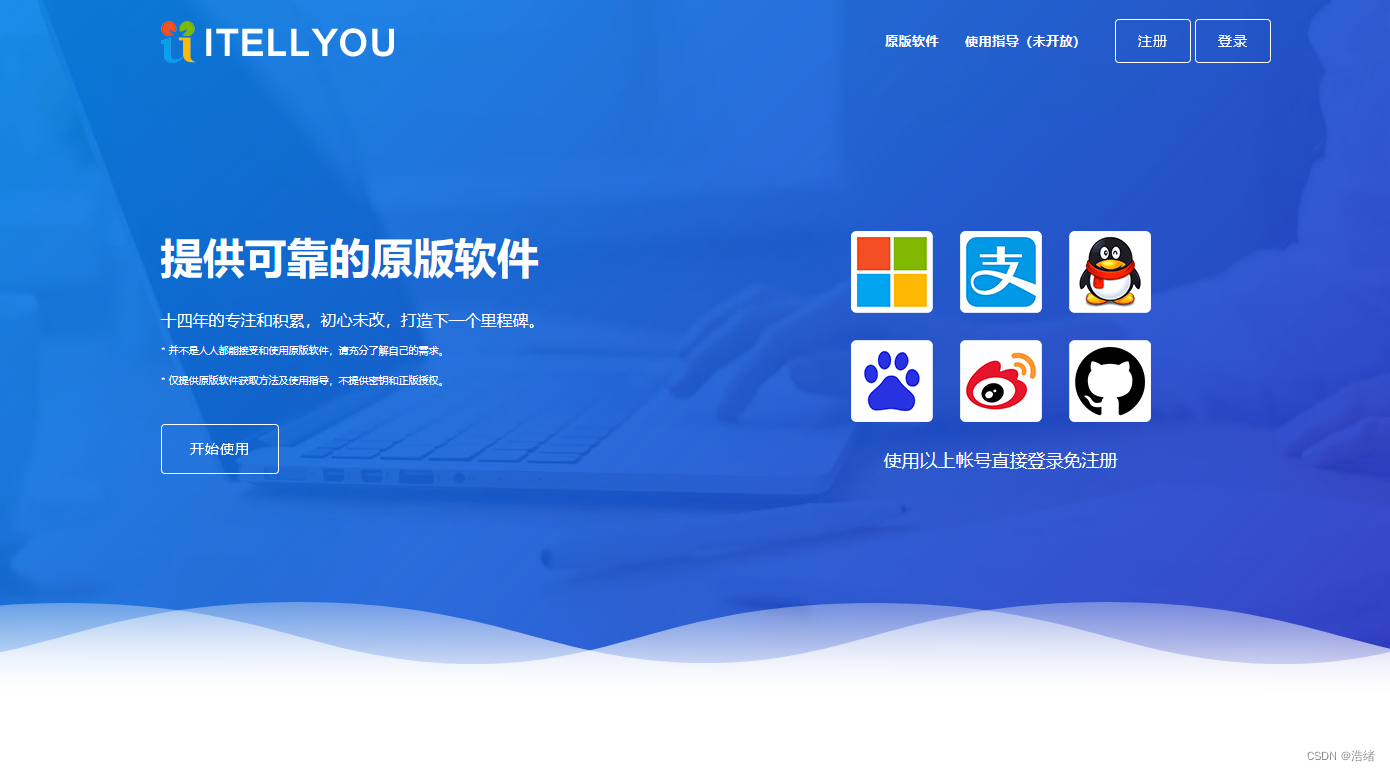 ITELLYOU
原版软件
使用指导（未开放）
注册
登录
提供可靠的原版软件
十四年的专注和积累，初心未改，打造下一个里程碑。
* 并不是人人都能接受和使用原版软件，请充分了解自己的需求。
* 仅提供原版软件获取方法及使用指导，不提供密钥和正版授权。
开始使用
支
使用以上帐号直接登录免注册
CSDN @浩绪